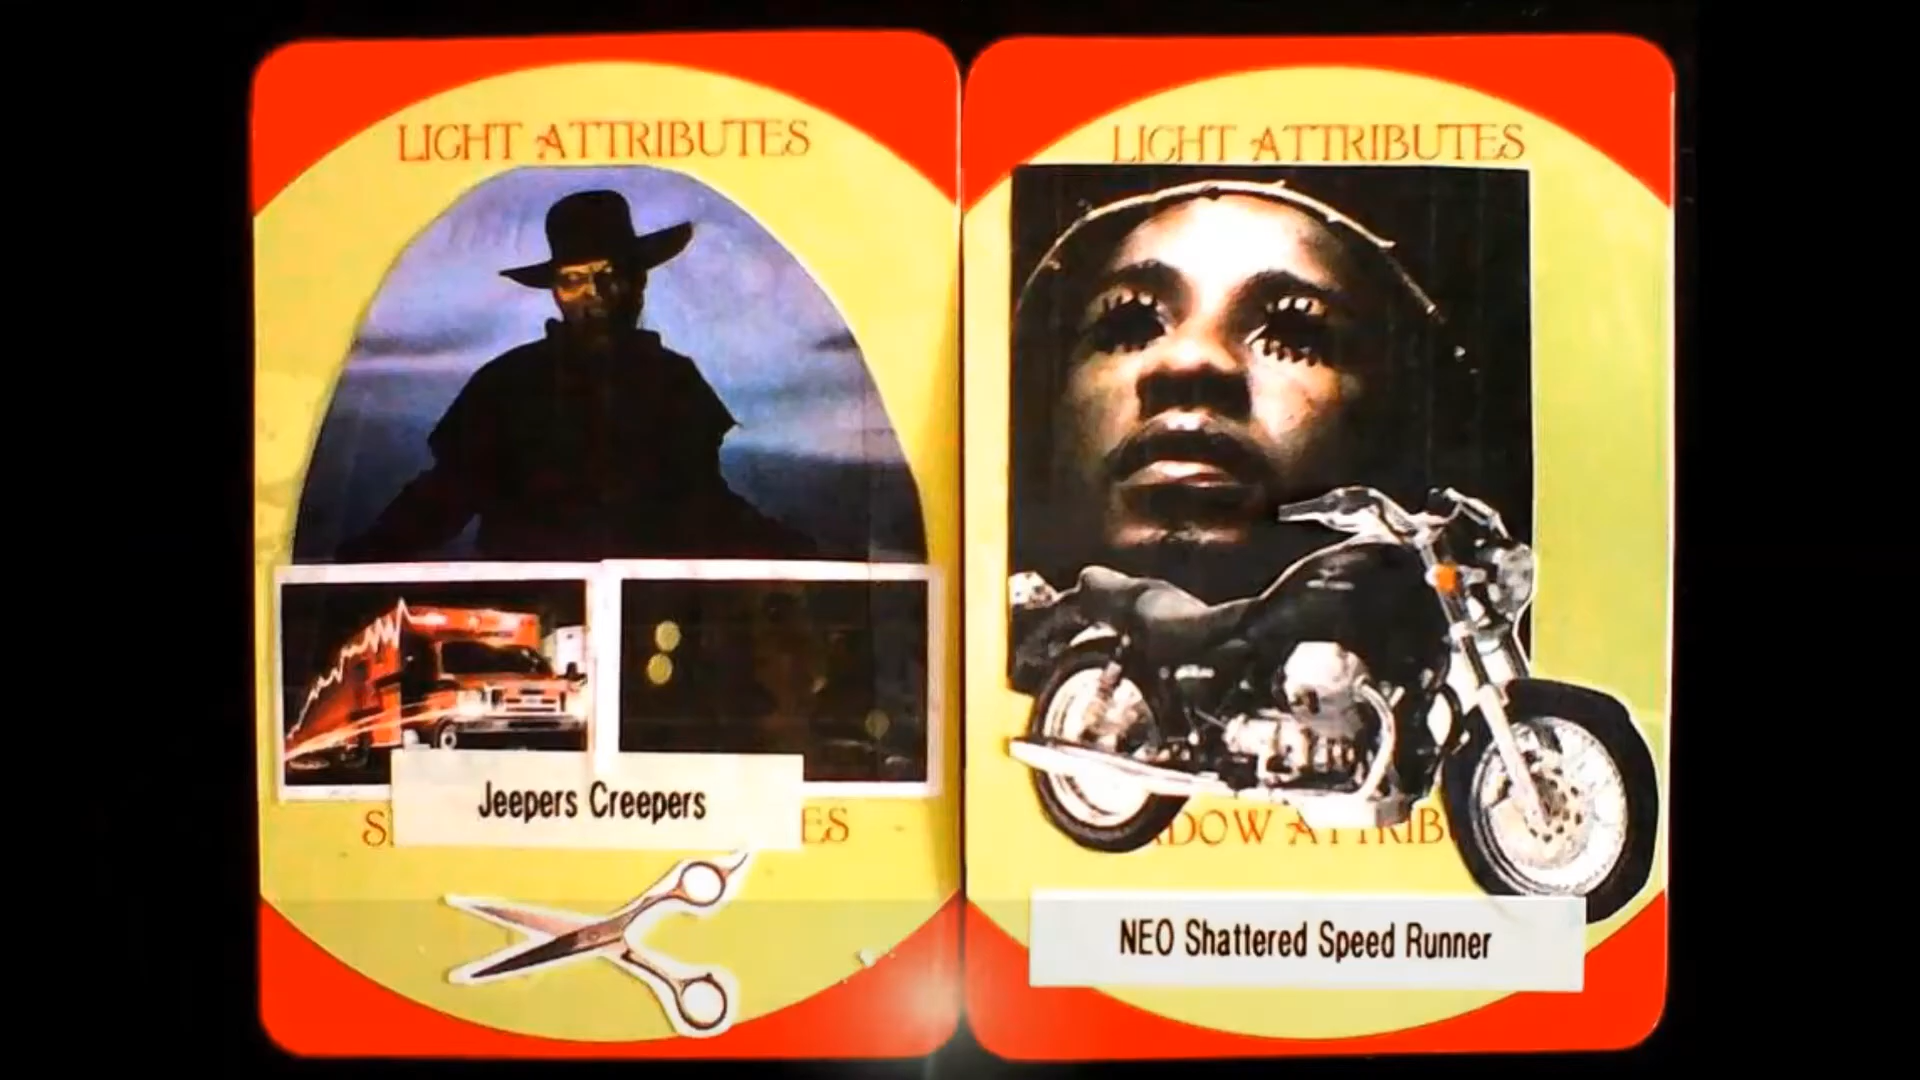 LIGHT ATTRIBUTES
Jeepers Creepers
LIGHT ATTRIBUTES
NEO Shattered Speed Runner